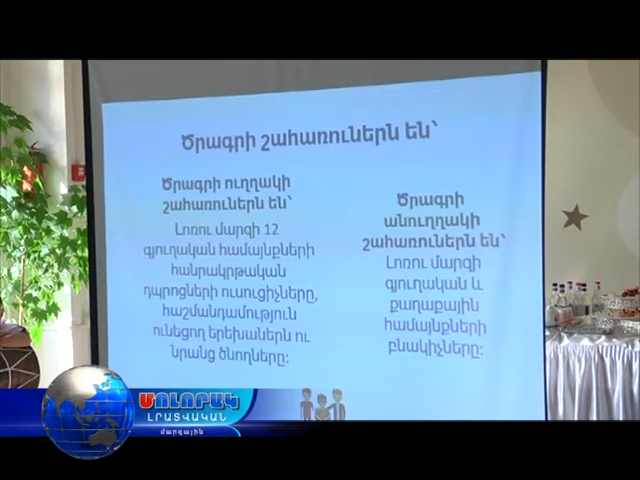 Ծրագրի շահառուներն են՝
Ծրագրի ուղղակի
շահառուներն են՝
Լոռու մարզի 12
գյուղական համայնքների
հանրակրթական
դպրոցների ուսուցիչները,
հաշմանդամություն
ունեցող երեխաներն ու
նրանց ծնողները:
Ծրագրի
անուղղակի
շահառուներն են՝
Լոռու մարզի
գյուղական և
քաղաքային
համայնքների
բնակիչները:
ՄՈԼՈՐԱԿ
ԼՐԱՏՎԱԿԱՆ
մարզային